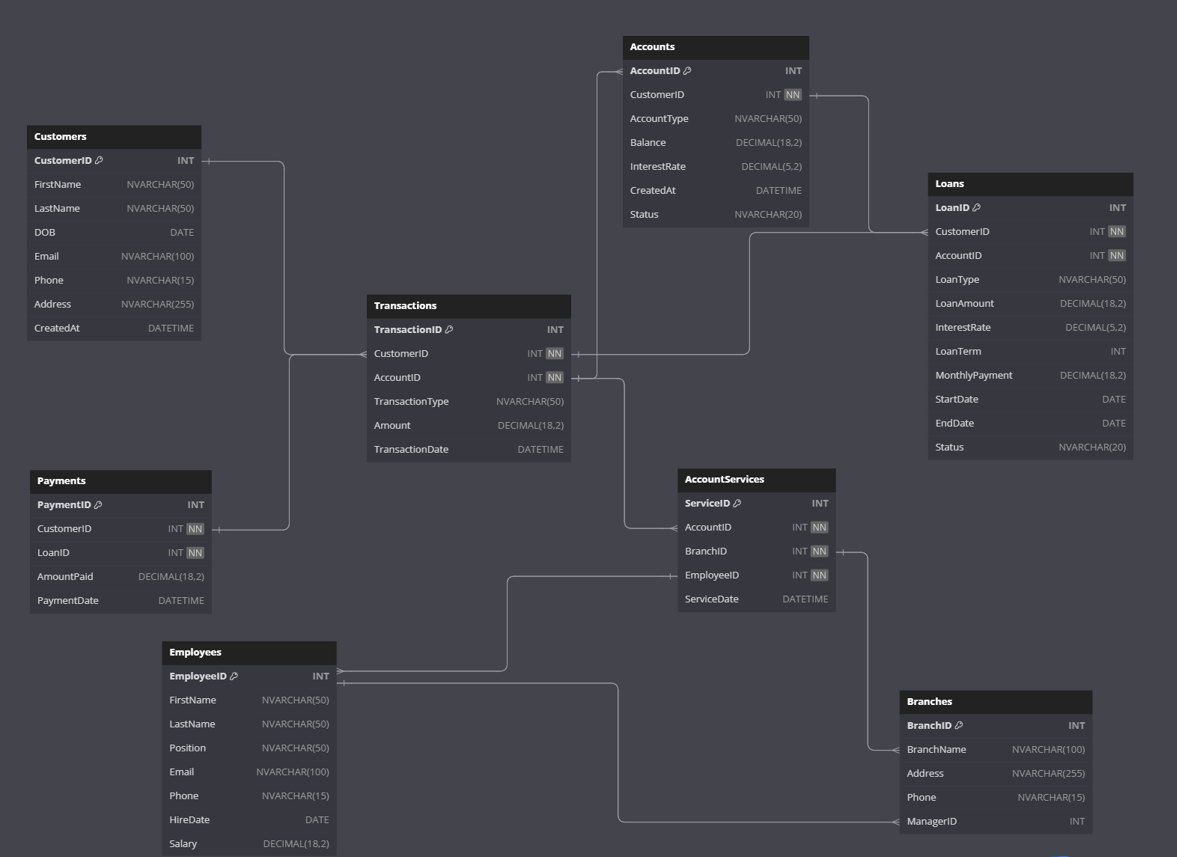 Accounts
AccountID INT
CustomerID INT NN
AccountType NVARCHAR(50)
Balance DECIMAL(18,2)
InterestRate DECIMAL(5,2)
CreatedAt DATETIME
Status NVARCHAR(20)
Customers
CustomerID INT
FirstName NVARCHAR(50)
LastName NVARCHAR(50)
DOB DATE
Email NVARCHAR(100)
Phone NVARCHAR(15)
Address NVARCHAR(255)
CreatedAt DATETIME
Loans
LoanID INT
CustomerID INT NN
AccountID INT NN
LoanType NVARCHAR(50)
LoanAmount DECIMAL(18,2)
InterestRate DECIMAL(5,2)
LoanTerm INT
MonthlyPayment DECIMAL(18,2)
StartDate DATE
EndDate DATE
Status NVARCHAR(20)
Transactions
TransactionID INT
CustomerID INT NN
AccountID INT NN
TransactionType NVARCHAR(50)
Amount DECIMAL(18,2)
TransactionDate DATETIME
Payments
PaymentID INT
CustomerID INT NN
LoanID INT NN
AmountPaid DECIMAL(18,2)
PaymentDate DATETIME
AccountServices
ServiceID INT
AccountID INT NN
BranchID INT NN
EmployeeID INT NN
ServiceDate DATETIME
Employees
EmployeeID INT
FirstName NVARCHAR(50)
LastName NVARCHAR(50)
Position NVARCHAR(50)
Email NVARCHAR(100)
Phone NVARCHAR(15)
HireDate DATE
Salary DECIMAL(18,2)
Branches
BranchID INT
BranchName NVARCHAR(100)
Address NVARCHAR(255)
Phone NVARCHAR(15)
ManagerID INT